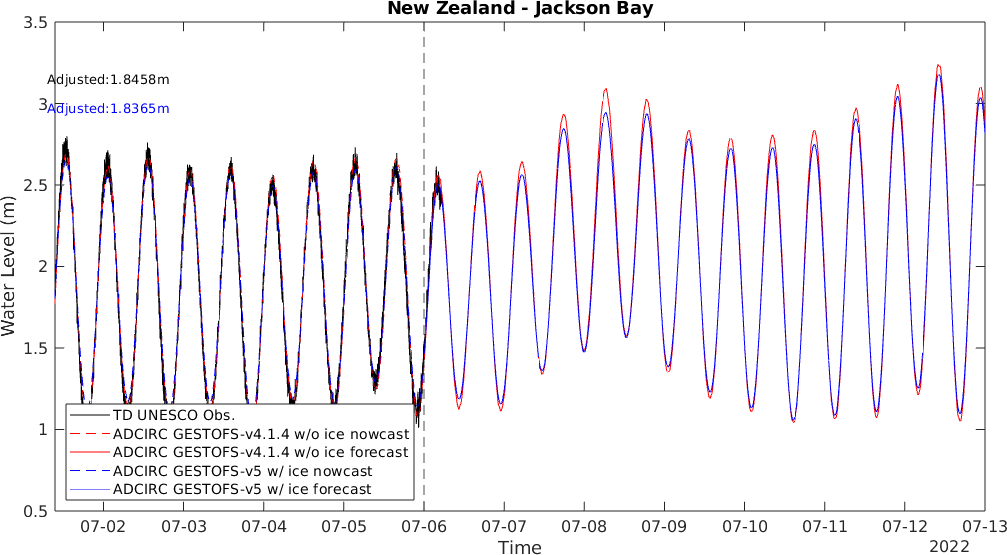 New Zealand - Jackson Bay
3.5
Adjusted:1.8458m
3
Adjusted:1.8365m
2.5
Water Level (m)
2
1.5
TD UNESCO Obs.
ADCIRC GESTOFS-v4.1.4 w/o ice nowcast
1
ADCIRC GESTOFS-v4.1.4 w/o ice forecast
ADCIRC GESTOFS-v5 w/ ice nowcast
ADCIRC GESTOFS-v5 w/ ice forecast
0.5
07-02 07-03 07-04 07-05 07-06 07-07 07-08 07-09 07-10 07-11 07-12 07-13
Time
2022